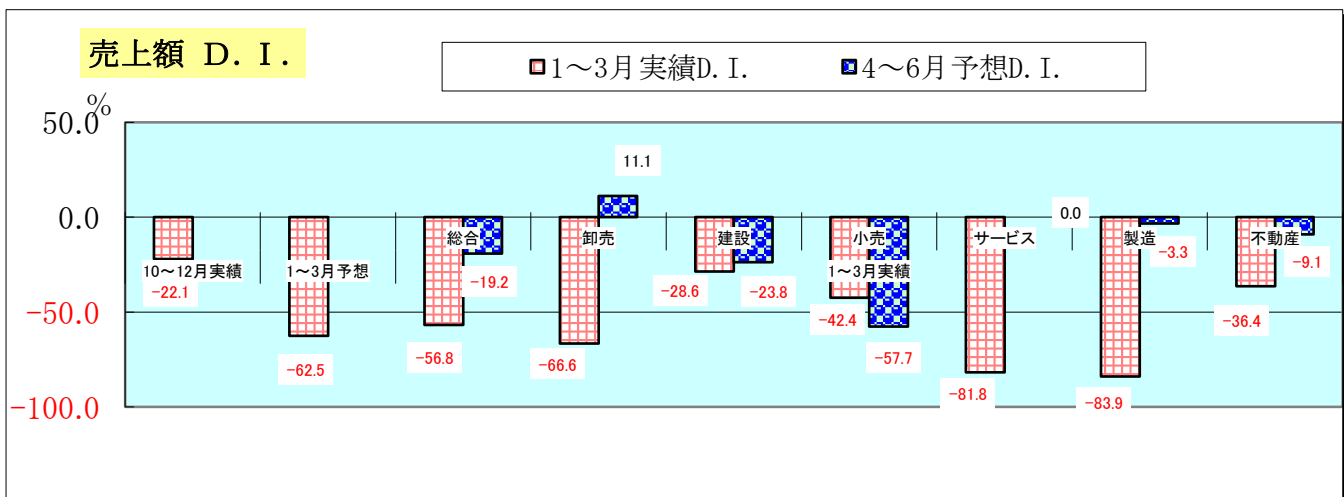 売上額 D. I.
1～3月実績D.I.
4～6月予想D.I.
%
50.0
0.0
-50.0
-100.0
11.1
0.0
総合
卸売
建設
小売
サービス
製造
不動産
10～12月実績
1～3月予想
1～3月実績
-22.1
-62.5
-56.8
-19.2
-66.6
-28.6
-23.8
-42.4
-57.7
-81.8
-83.9
-3.3
-36.4
-9.1